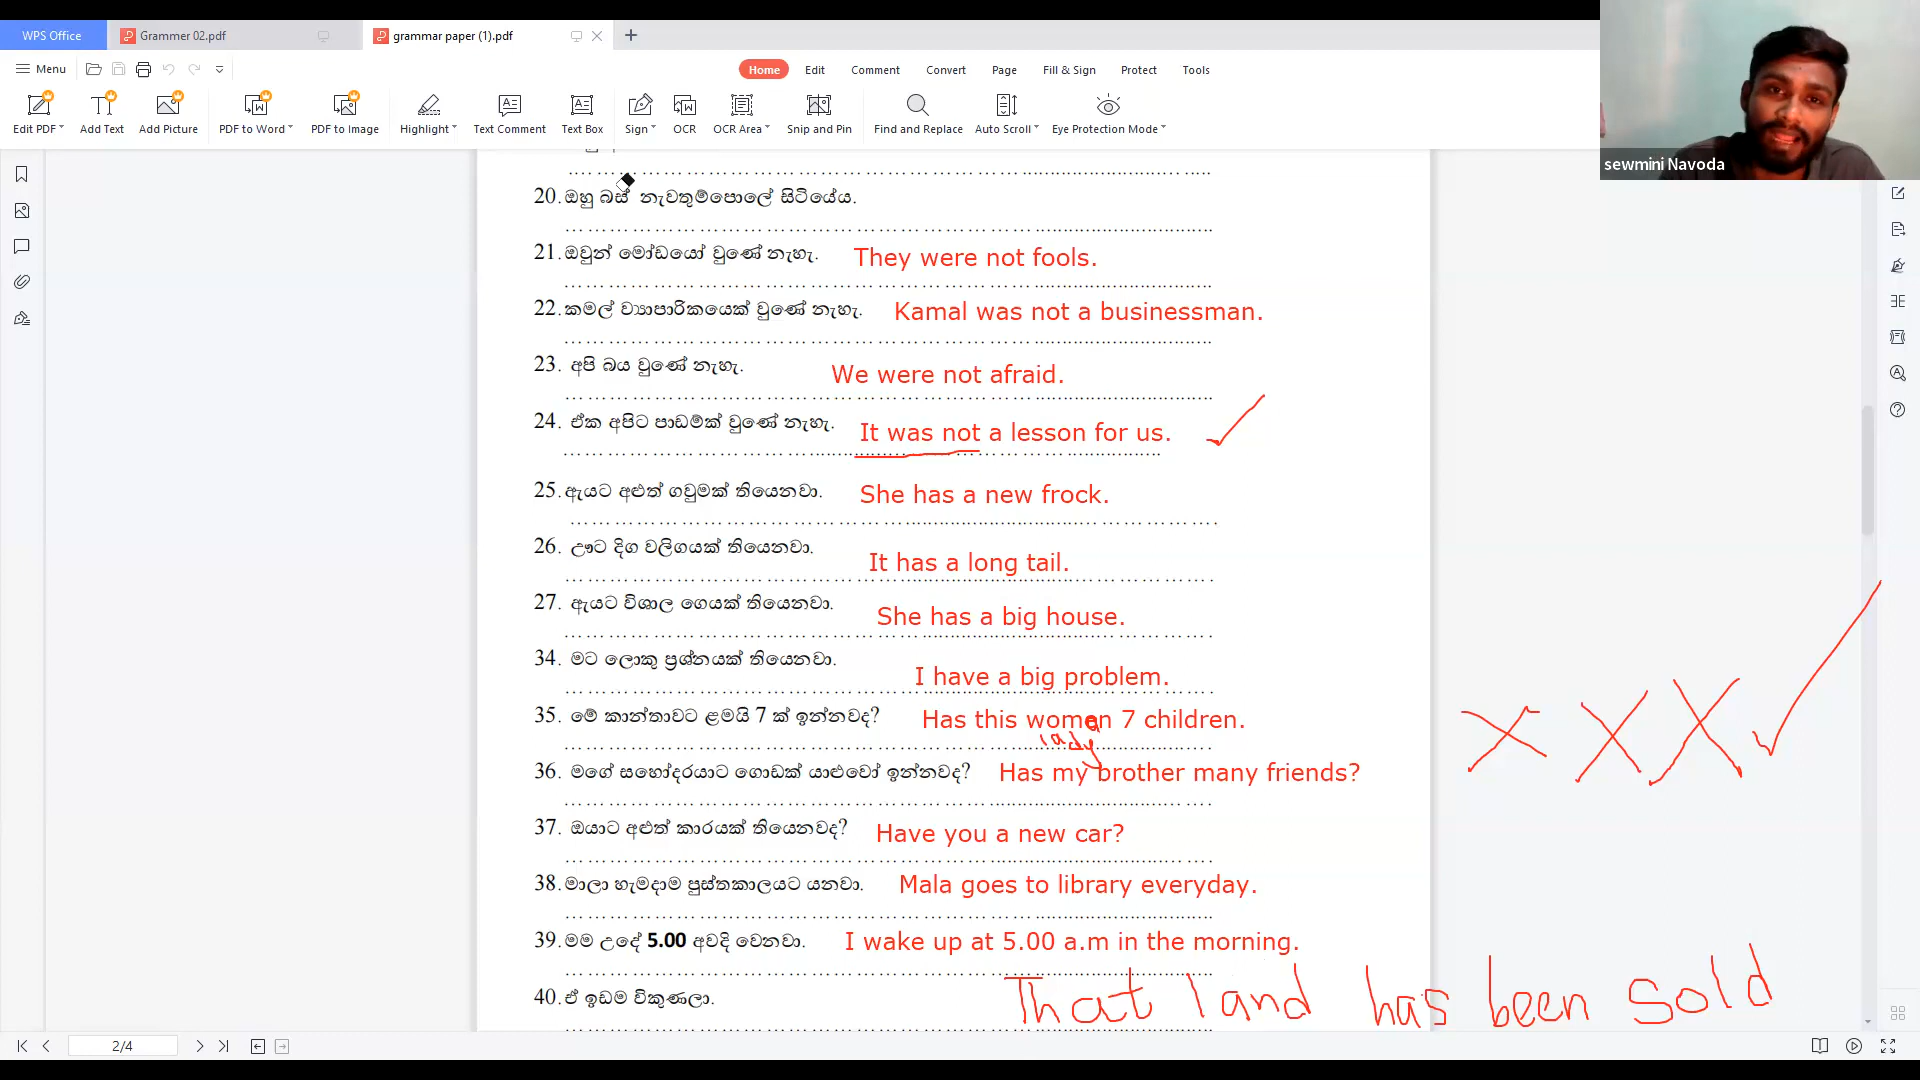 WPS Office
Grammer 02.pdf
grammar paper (1).pdf
Menu
Home Edit Comment Convert Page Fill & Sign Protect Tools
Edit PDF Add Text Add Picture PDF to Word PDF to Image Highlight Text Comment Text Box Sign OCR OCR Area Snip and Pin Find and Replace Auto Scroll Eye Protection Mode
sewmini Navoda
20. ඔහු බස් නැවතුම්පොලේ සිටියේය.
21. ඔවුන් මෝඩයෝ වුණේ නැහැ. They were not fools.
22. කමල් ව්‍යාපාරිකයෙක් වුණේ නැහැ. Kamal was not a businessman.
23. අපි බය වුණේ නැහැ. We were not afraid.
24. ඒක අපිට පාඩමක් වුණේ නැහැ. It was not a lesson for us.
25. ඇයට අළුත් ගවුමක් තියෙනවා. She has a new frock.
26. ඌට දිග වලිගයක් තියෙනවා. It has a long tail.
27. ඇයට විශාල ගෙයක් තියෙනවා. She has a big house.
34. මට ලොකු ප්‍රශ්නයක් තියෙනවා. I have a big problem.
35. මේ කාන්තාවට ළමයි 7 ක් ඉන්නවද? Has this women 7 children.
a
lady
36. මගේ සහෝදරයාට ගොඩක් යාළුවෝ ඉන්නවද? Has my brother many friends?
37. ඔයාට අළුත් කාරයක් තියෙනවද? Have you a new car?
38. මාලා හැමදාම පුස්තකාලයට යනවා. Mala goes to library everyday.
39. මම උදේ 5.00 අවදි වෙනවා. I wake up at 5.00 a.m in the morning.
40. ඒ ඉඩම විකුණලා. That land has been sold
2/4